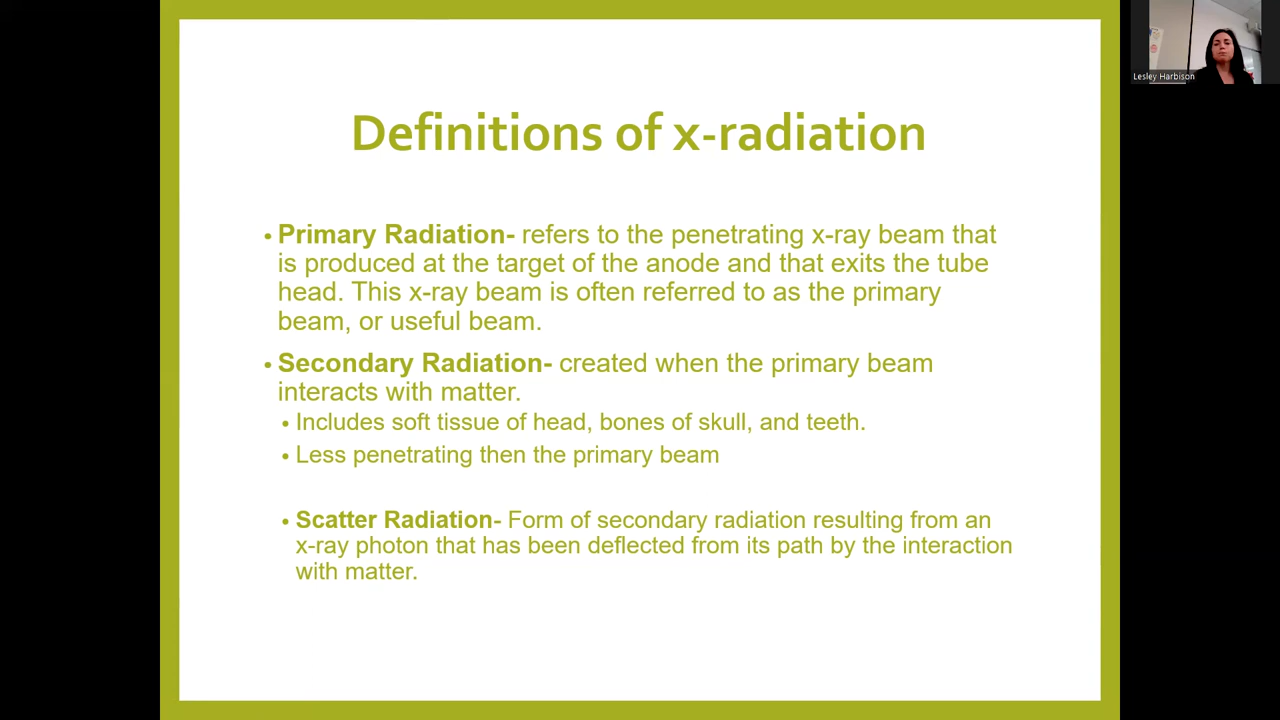 Definitions of x-radiation
• Primary Radiation- refers to the penetrating x-ray beam that
is produced at the target of the anode and that exits the tube
head. This x-ray beam is often referred to as the primary
beam, or useful beam.
• Secondary Radiation- created when the primary beam
interacts with matter.
• Includes soft tissue of head, bones of skull, and teeth.
• Less penetrating then the primary beam
• Scatter Radiation- Form of secondary radiation resulting from an
x-ray photon that has been deflected from its path by the interaction
with matter.
Lesley Harbison